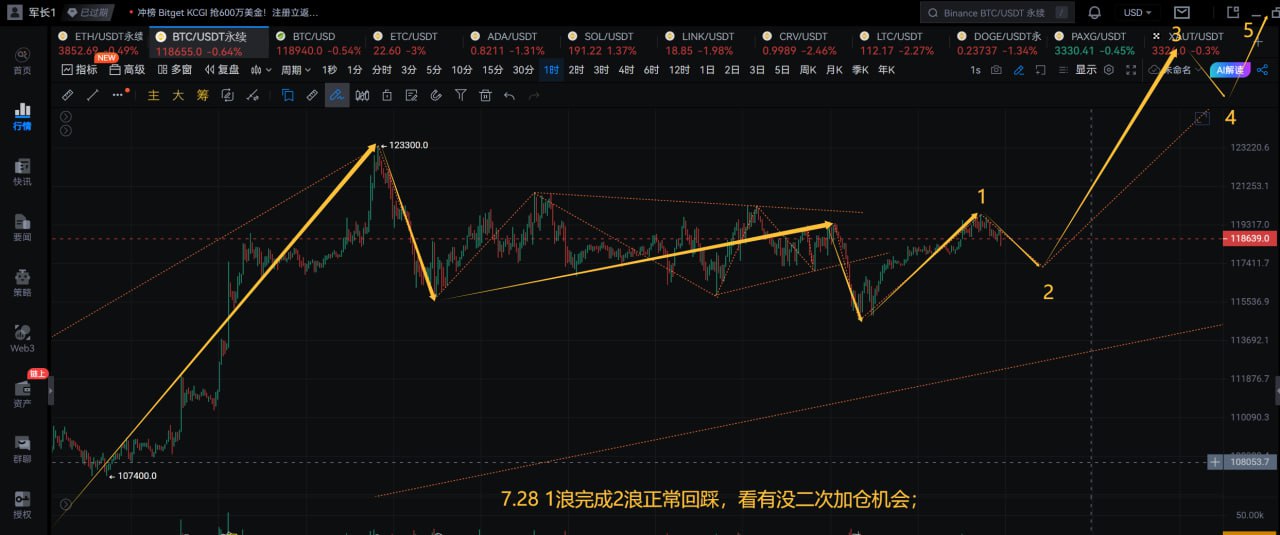 军长1 已过期 冲榜 Bitget KCGI 抢600万美金！注册立返... Binance BTC/USDT 永续 / USD
ETH/USDT永续 BTC/USDT永续 BTC/USD ETC/USDT ADA/USDT SOL/USDT LINK/USDT CRV/USDT LTC/USDT DOGE/USDT永 PAXG/USDT XAUT/USDT
3852.69 -0.49% 118655.0 -0.64% 118940.0 -0.54% 22.60 -3% 0.8211 -1.31% 191.22 1.37% 18.85 -1.98% 0.9989 -2.46% 112.17 -2.27% 0.23737 -1.34% 3330.41 -0.45% -0.3%
NEW
指标 高级 多窗 复盘 周期 1秒 1分 分时 3分 5分 10分 15分 30分 1时 2时 3时 4时 6时 12时 1日 2日 3日 5日 周K 月K 季K 年K 1s 显示 未命名 AI解读
主 大 筹
首页
行情
快讯
要闻
策略
Web3
链上
资产
群聊
授权
5
3
4
123300.0
1
2
107400.0
123220.6
121253.1
119317.0
118639.0
117411.7
115536.9
113692.1
111876.7
110090.3
108053.7
50.00k
7.28 1浪完成2浪正常回踩，看有没二次加仓机会；